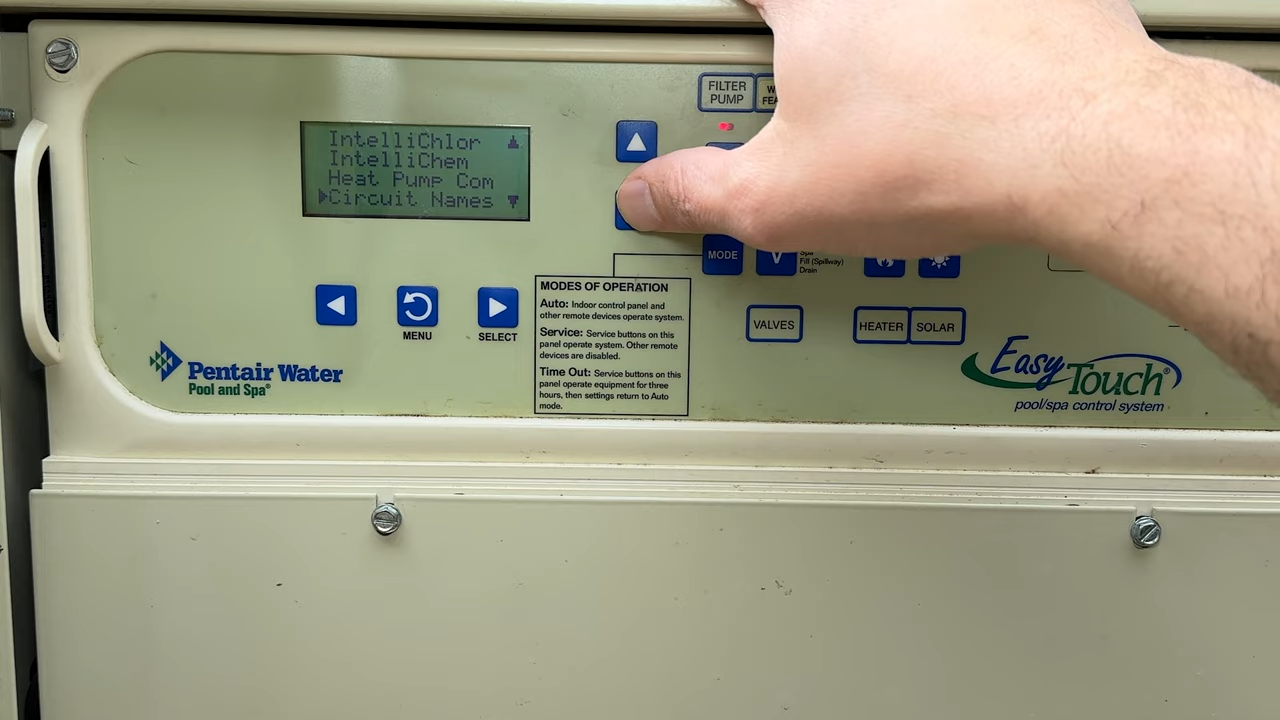 IntelliChlor
IntelliChem
Heat Pump Com
Circuit Names
FILTER
PUMP
MODE
V
Fill (Spillway)
Drain
MENU
SELECT
MODES OF OPERATION
Auto: Indoor control panel and
other remote devices operate system.
Service: Service buttons on this
panel operate system. Other remote
devices are disabled.
Time Out: Service buttons on this
panel operate equipment for three
hours, then settings return to Auto
mode.
VALVES
HEATER
SOLAR
Pentair Water
Pool and Spa®
EasyTouch®
pool/spa control system